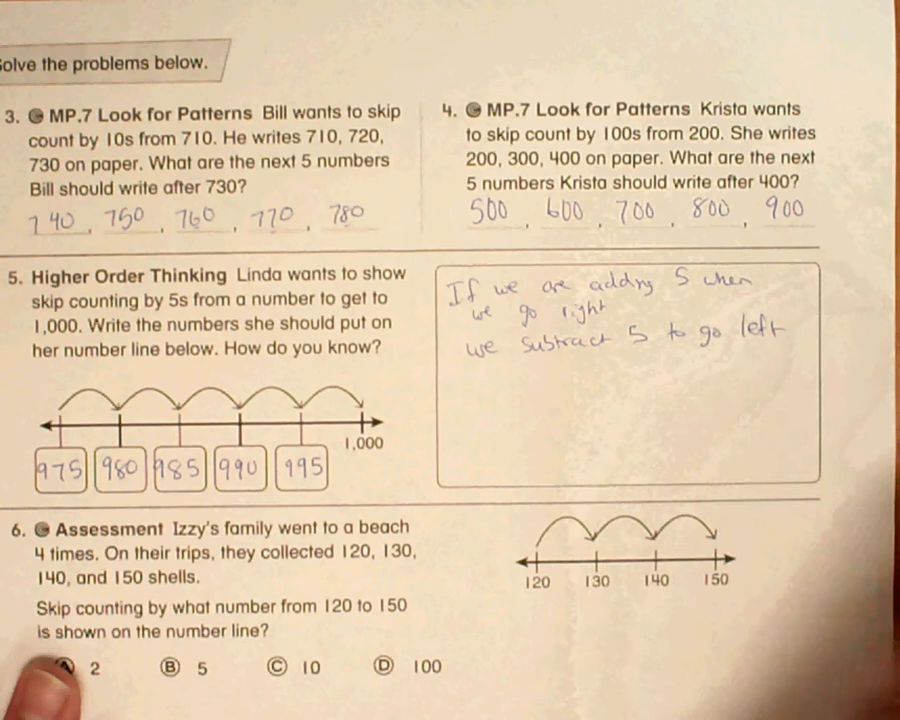 Solve the problems below.
3. MP.7 Look for Patterns Bill wants to skip
count by 10s from 710. He writes 710, 720,
730 on paper. What are the next 5 numbers
Bill should write after 730?
740, 750, 760, 770, 780
4. MP.7 Look for Patterns Krista wants
to skip count by 100s from 200. She writes
200, 300, 400 on paper. What are the next
5 numbers Krista should write after 400?
500, 600, 700, 800, 900
5. Higher Order Thinking Linda wants to show
skip counting by 5s from a number to get to
1,000. Write the numbers she should put on
her number line below. How do you know?
1,000
975 980 985 990 995
If we are adding 5 when
we go right
we subtract 5 to go left
6. Assessment Izzy's family went to a beach
4 times. On their trips, they collected 120, 130,
140, and 150 shells.
Skip counting by what number from 120 to 150
is shown on the number line?
A 2 B 5 C 10 D 100
120 130 140 150